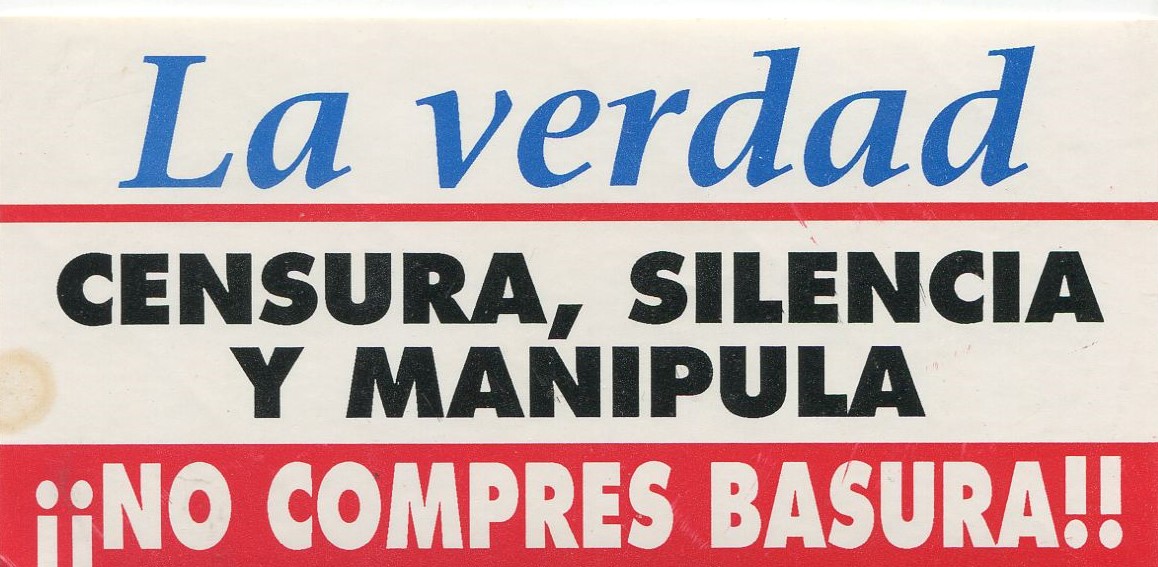 La verdad
CENSURA, SILENCIA
Y MANIPULA
¡¡NO COMPRES BASURA!!